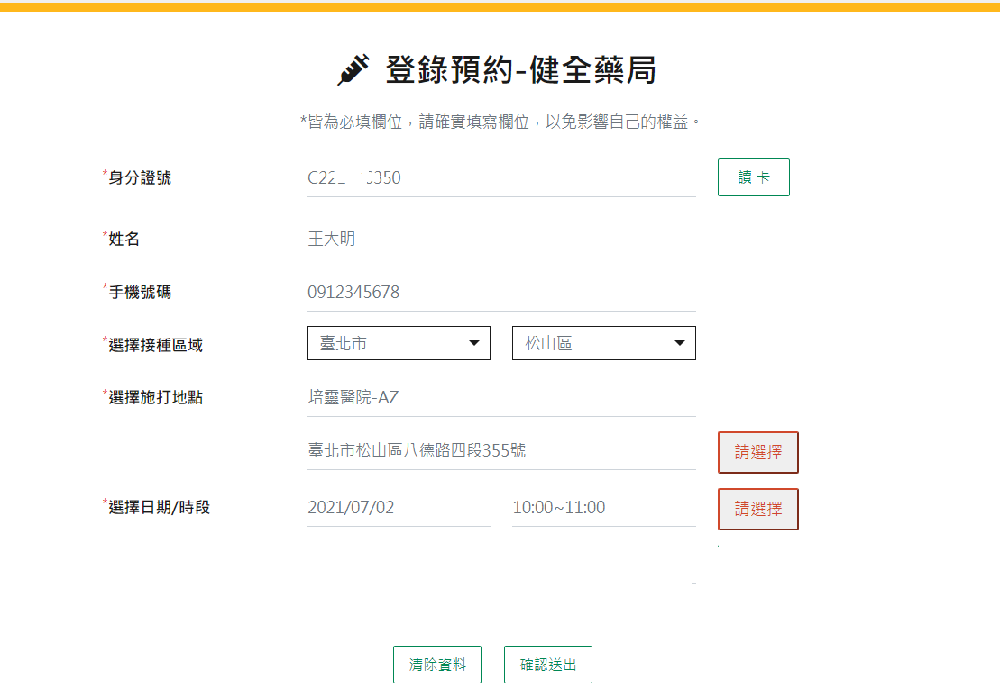 登錄預約-健全藥局
*皆為必填欄位，請確實填寫欄位，以免影響自己的權益。
*身分證號 C22 350 讀 卡
*姓名 王大明
*手機號碼 0912345678
*選擇接種區域 臺北市 松山區
*選擇施打地點 培靈醫院-AZ
臺北市松山區八德路四段355號 請選擇
*選擇日期/時段 2021/07/02 10:00~11:00 請選擇
清除資料 確認送出